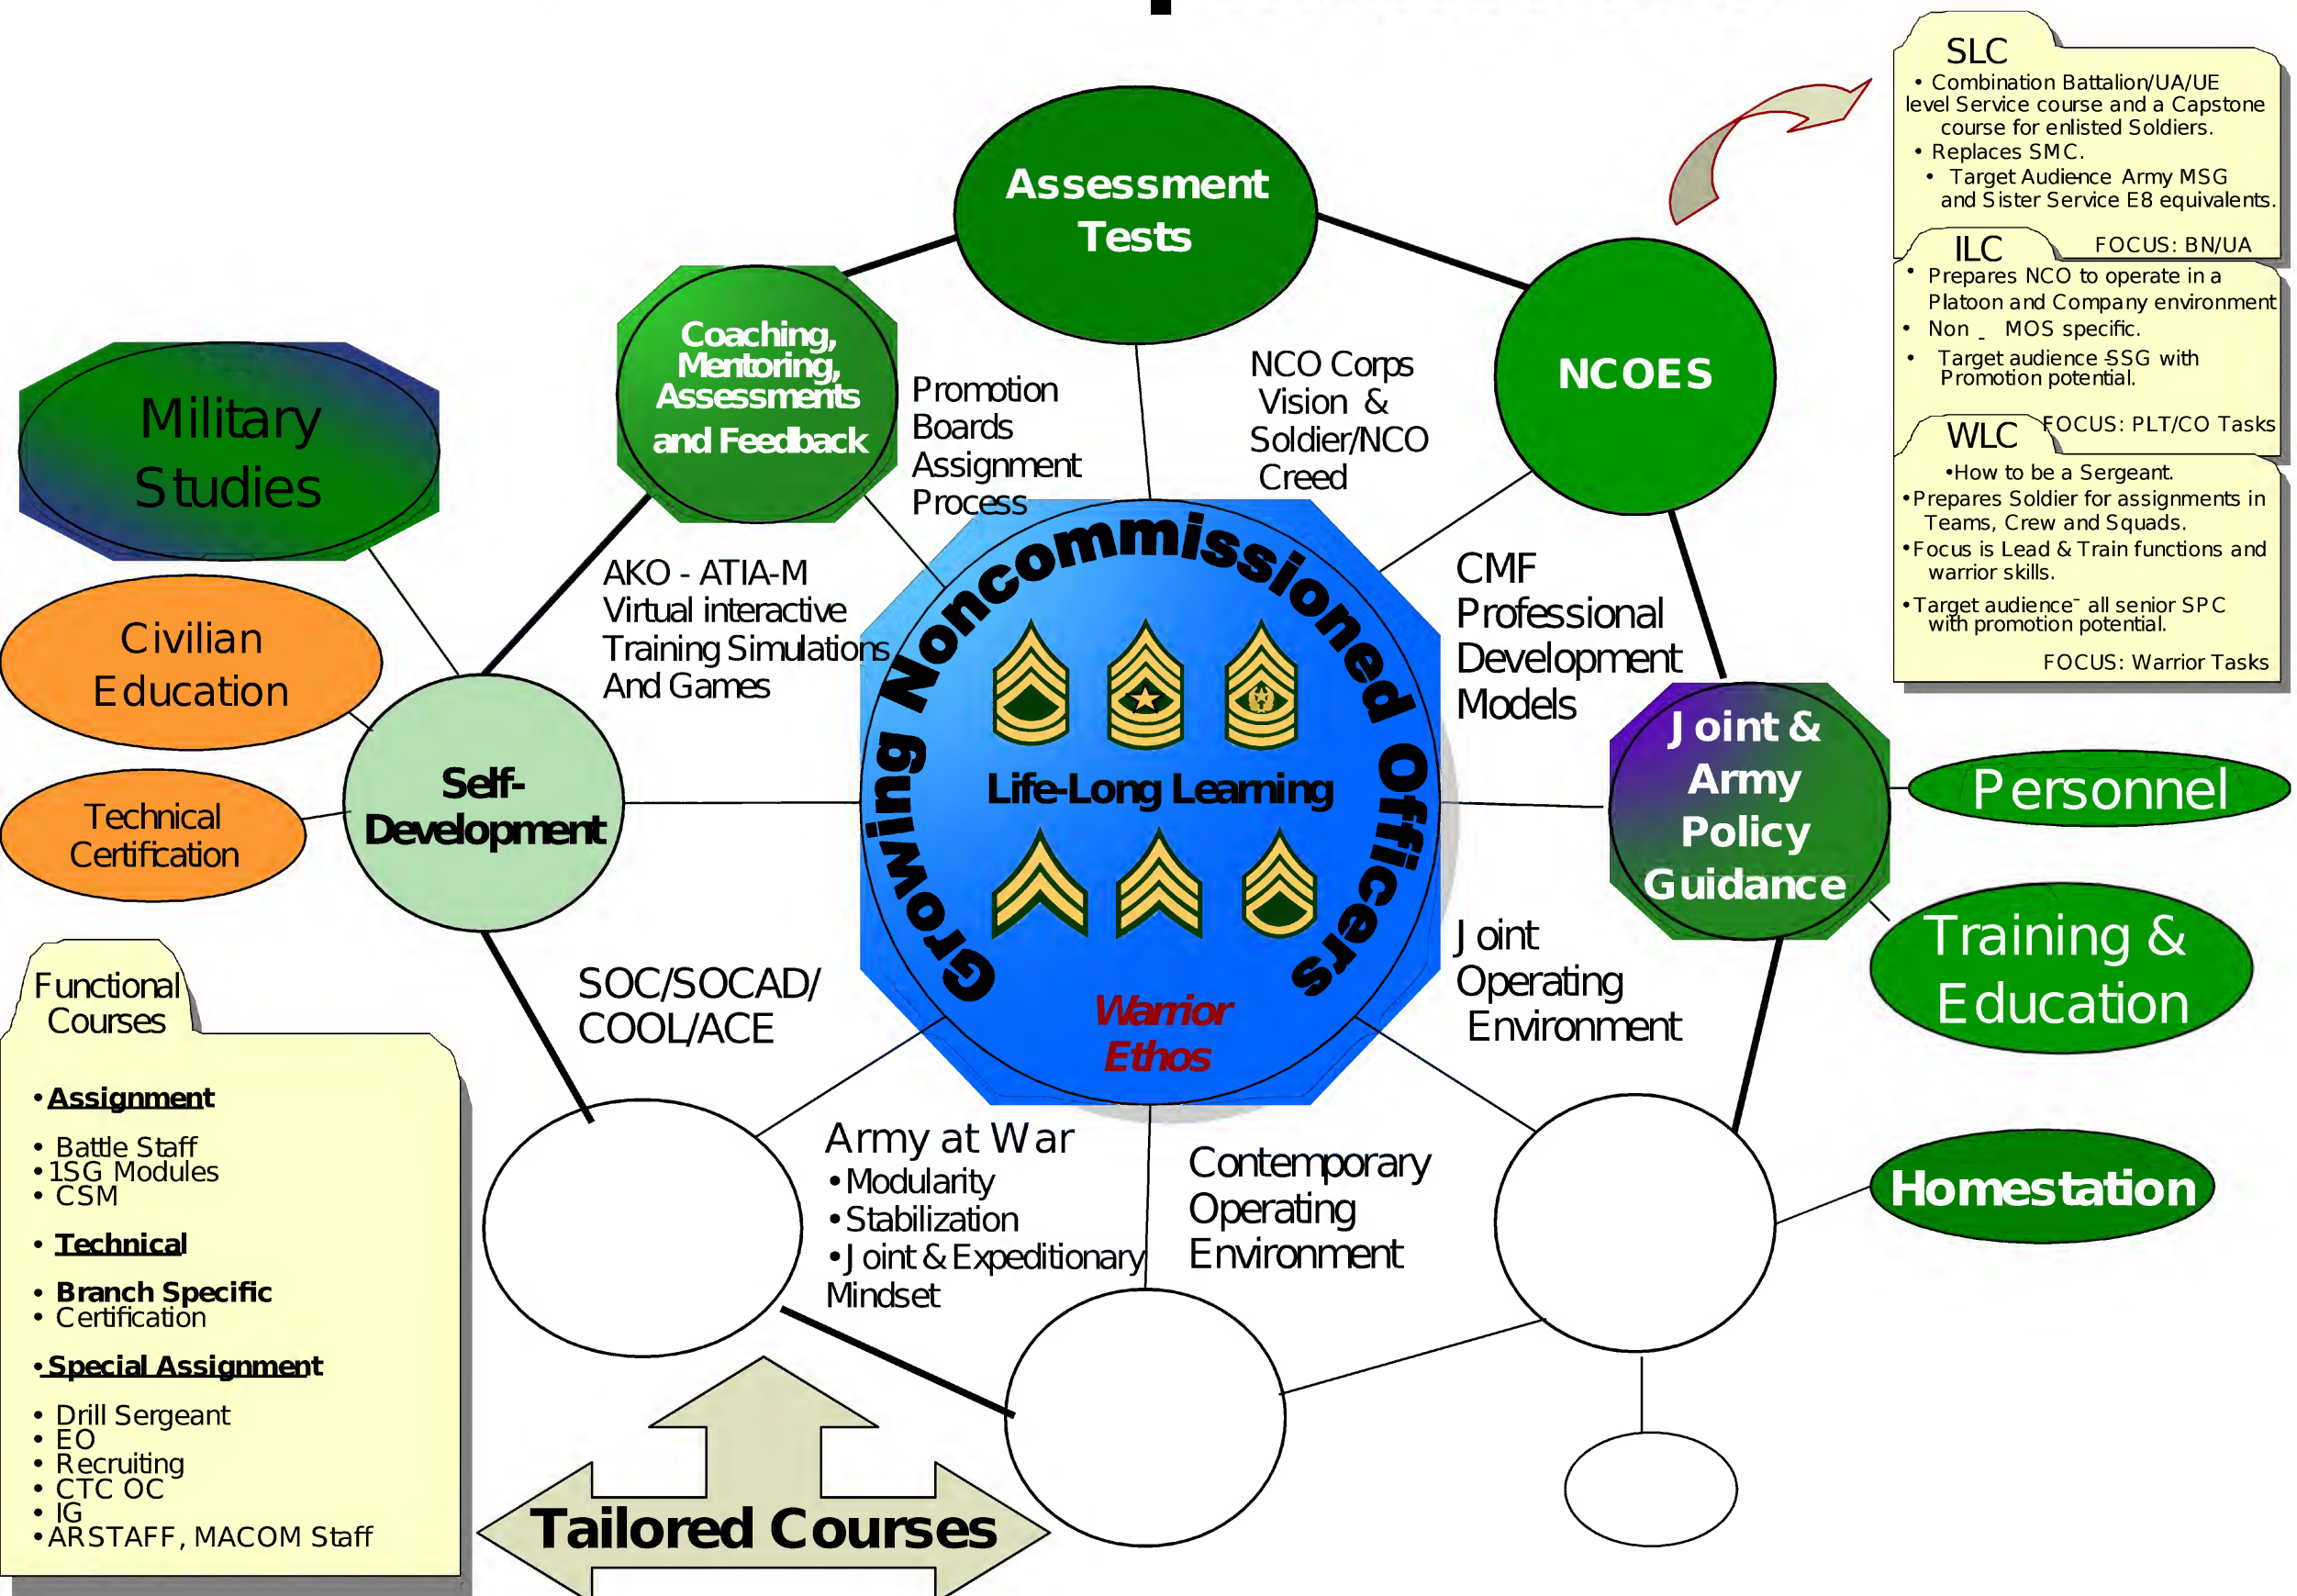 SLC
• Combination Battalion/UA/UE
level Service course and a Capstone
course for enlisted Soldiers.
• Replaces SMC.
• Target Audience- Army MSG
and Sister Service E8 equivalents.
FOCUS: BN/UA
ILC
• Prepares NCO to operate in a
Platoon and Company environment
• Non - MOS specific.
• Target audience -SSG with
Promotion potential.
FOCUS: PLT/CO Tasks
WLC
•How to be a Sergeant.
•Prepares Soldier for assignments in
Teams, Crew and Squads.
•Focus is Lead & Train functions and
warrior skills.
•Target audience- all senior SPC
with promotion potential.
FOCUS: Warrior Tasks
Assessment
Tests
NCOES
Coaching,
Mentoring,
Assessments
and Feedback
Promotion
Boards
Assignment
Process
NCO Corps
Vision &
Soldier/NCO
Creed
Military
Studies
Civilian
Education
Technical
Certification
Self-
Development
AKO - ATIA-M
Virtual interactive
Training Simulations
And Games
CMF
Professional
Development
Models
Growing Noncommissioned Officers
Life-Long Learning
Warrior
Ethos
Joint &
Army
Policy
Guidance
Personnel
Training &
Education
Homestation
Joint
Operating
Environment
SOC/SOCAD/
COOL/ACE
Army at War
•Modularity
•Stabilization
•Joint & Expeditionary
Mindset
Contemporary
Operating
Environment
Functional
Courses
•Assignment
• Battle Staff
•1SG Modules
• CSM
• Technical
• Branch Specific
• Certification
•Special Assignment
• Drill Sergeant
• EO
• Recruiting
• CTC OC
• IG
•ARSTAFF, MACOM Staff
Tailored Courses